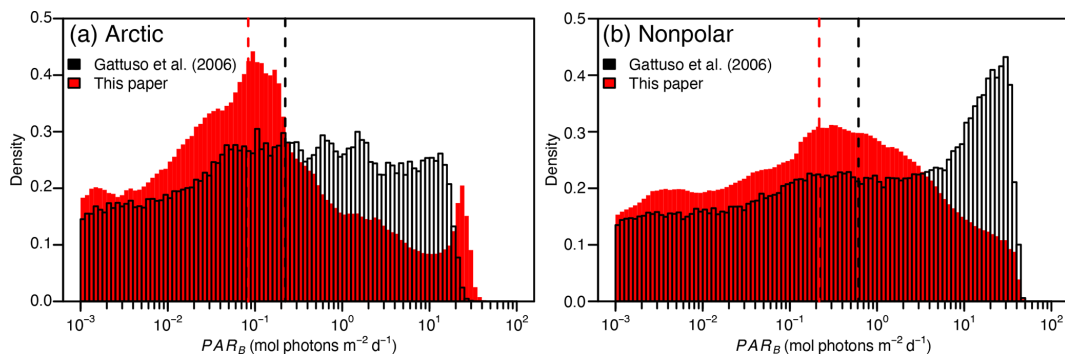 (a) Arctic
Gattuso et al. (2006)
This paper
Density
0.0
0.1
0.2
0.3
0.4
0.5
10⁻³ 10⁻² 10⁻¹ 10⁰ 10¹ 10²
PAR_B (mol photons m⁻² d⁻¹)
(b) Nonpolar
Gattuso et al. (2006)
This paper
Density
0.0
0.1
0.2
0.3
0.4
0.5
10⁻³ 10⁻² 10⁻¹ 10⁰ 10¹ 10²
PAR_B (mol photons m⁻² d⁻¹)